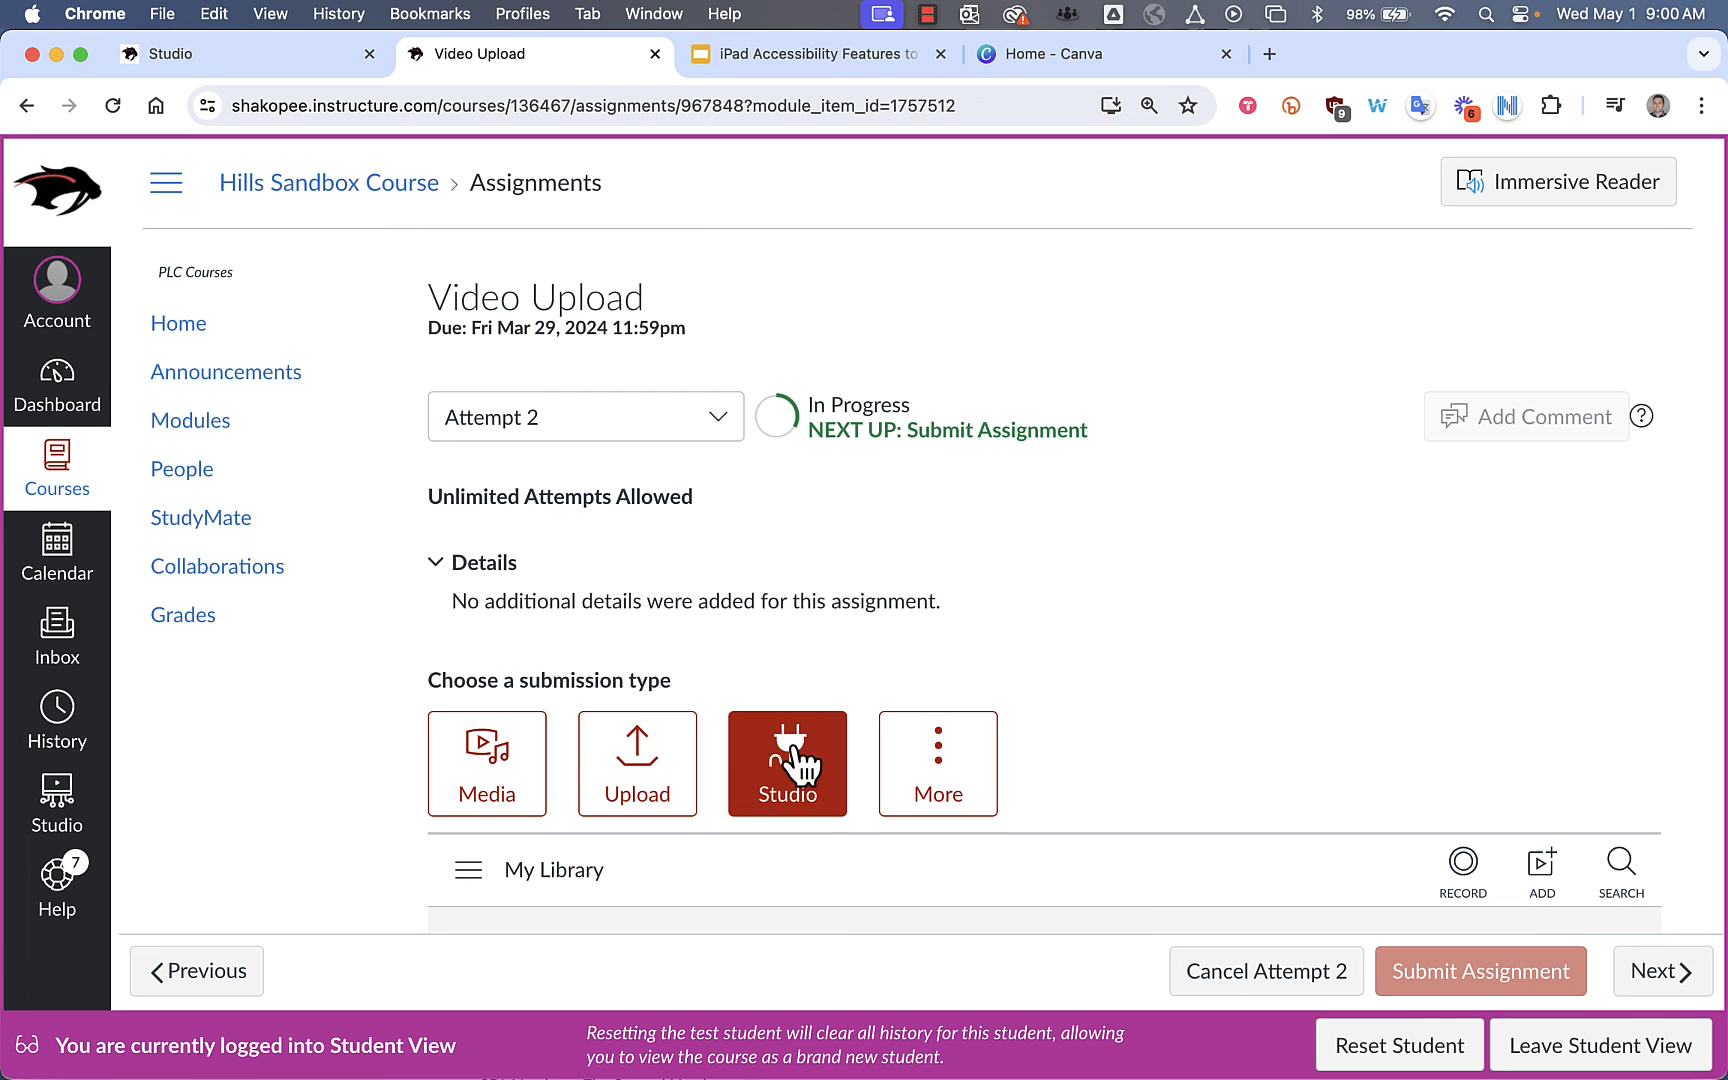 Chrome File Edit View History Bookmarks Profiles Tab Window Help 98% Wed May 1 9:00 AM
Studio Video Upload iPad Accessibility Features to Home - Canva
shakopee.instructure.com/courses/136467/assignments/967848?module_item_id=1757512 9 6
Hills Sandbox Course › Assignments Immersive Reader
PLC Courses
Home
Announcements
Modules
People
StudyMate
Collaborations
Grades
Account
Dashboard
Courses
Calendar
Inbox
History
Studio
7
Help
Video Upload
Due: Fri Mar 29, 2024 11:59pm
Attempt 2
In Progress
NEXT UP: Submit Assignment
Add Comment
Unlimited Attempts Allowed
Details
No additional details were added for this assignment.
Choose a submission type
Media Upload Studio More
My Library RECORD ADD SEARCH
Previous Cancel Attempt 2 Submit Assignment Next
You are currently logged into Student View
Resetting the test student will clear all history for this student, allowing
you to view the course as a brand new student.
Reset Student Leave Student View